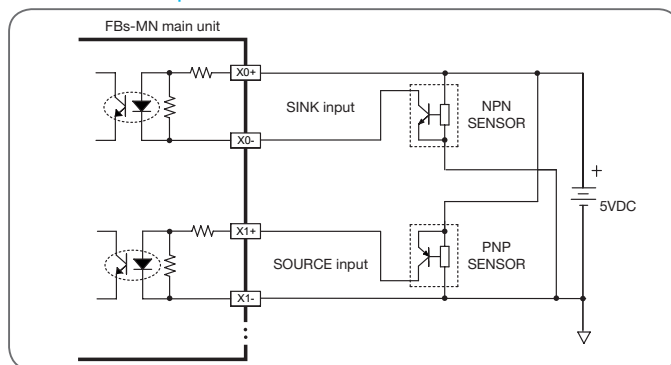 FBs-MN main unit
X0+
SINK input
NPN
SENSOR
X0-
+
5VDC
X1+
SOURCE input
PNP
SENSOR
X1-